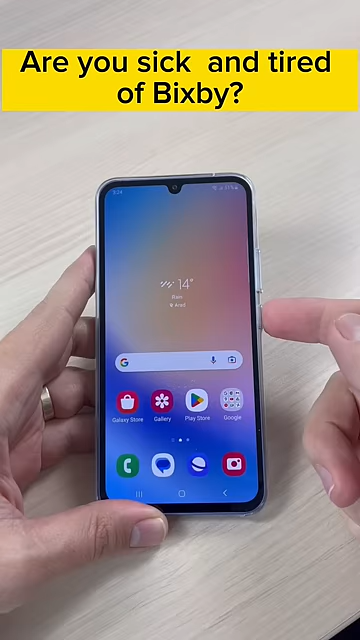 Are you sick  and tired
of Bixby?
14°
Rain
Galaxy Store
Gallery
Play Store
Google